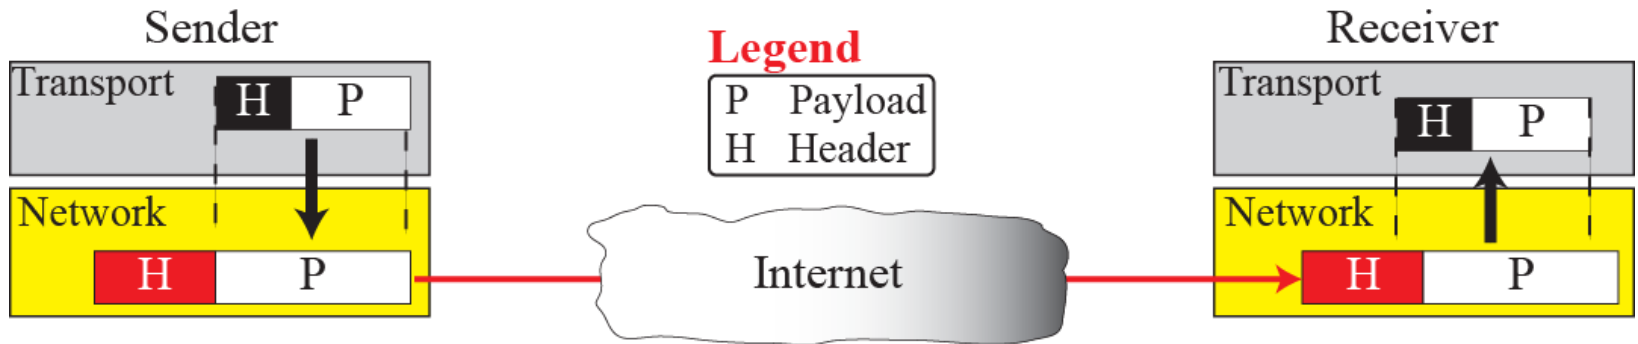 Sender
Transport
H P
Network
H P
Legend
P Payload
H Header
Internet
Receiver
Transport
H P
Network
H P